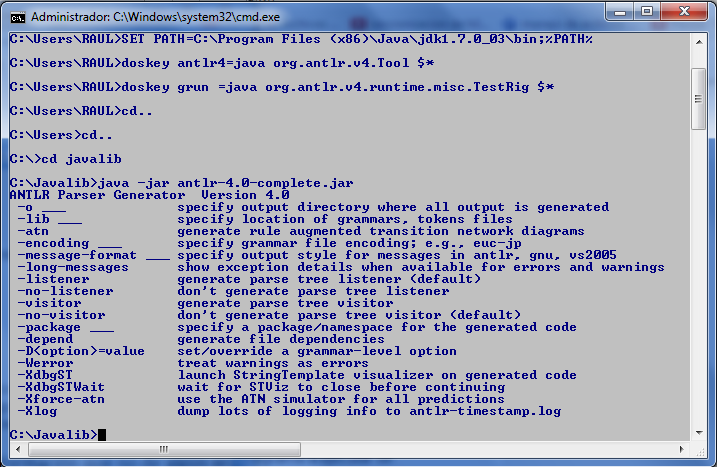 Administrador: C:\Windows\system32\cmd.exe
C:\Users\RAUL>SET PATH=C:\Program Files (x86)\Java\jdk1.7.0_03\bin;%PATH%
C:\Users\RAUL>doskey antlr4=java org.antlr.v4.Tool $*
C:\Users\RAUL>doskey grun =java org.antlr.v4.runtime.misc.TestRig $*
C:\Users\RAUL>cd..
C:\Users>cd..
C:\>cd javalib
C:\Javalib>java -jar antlr-4.0-complete.jar
ANTLR Parser Generator  Version 4.0
 -o ___              specify output directory where all output is generated
 -lib ___            specify location of grammars, tokens files
 -atn                generate rule augmented transition network diagrams
 -encoding ___       specify grammar file encoding; e.g., euc-jp
 -message-format ___ specify output style for messages in antlr, gnu, vs2005
 -long-messages      show exception details when available for errors and warnings
 -listener           generate parse tree listener (default)
 -no-listener        don't generate parse tree listener
 -visitor            generate parse tree visitor
 -no-visitor         don't generate parse tree visitor (default)
 -package ___        specify a package/namespace for the generated code
 -depend             generate file dependencies
 -D<option>=value    set/override a grammar-level option
 -Werror             treat warnings as errors
 -XdbgST             launch StringTemplate visualizer on generated code
 -XdbgSTWait         wait for STViz to close before continuing
 -Xforce-atn         use the ATN simulator for all predictions
 -Xlog               dump lots of logging info to antlr-timestamp.log
C:\Javalib>